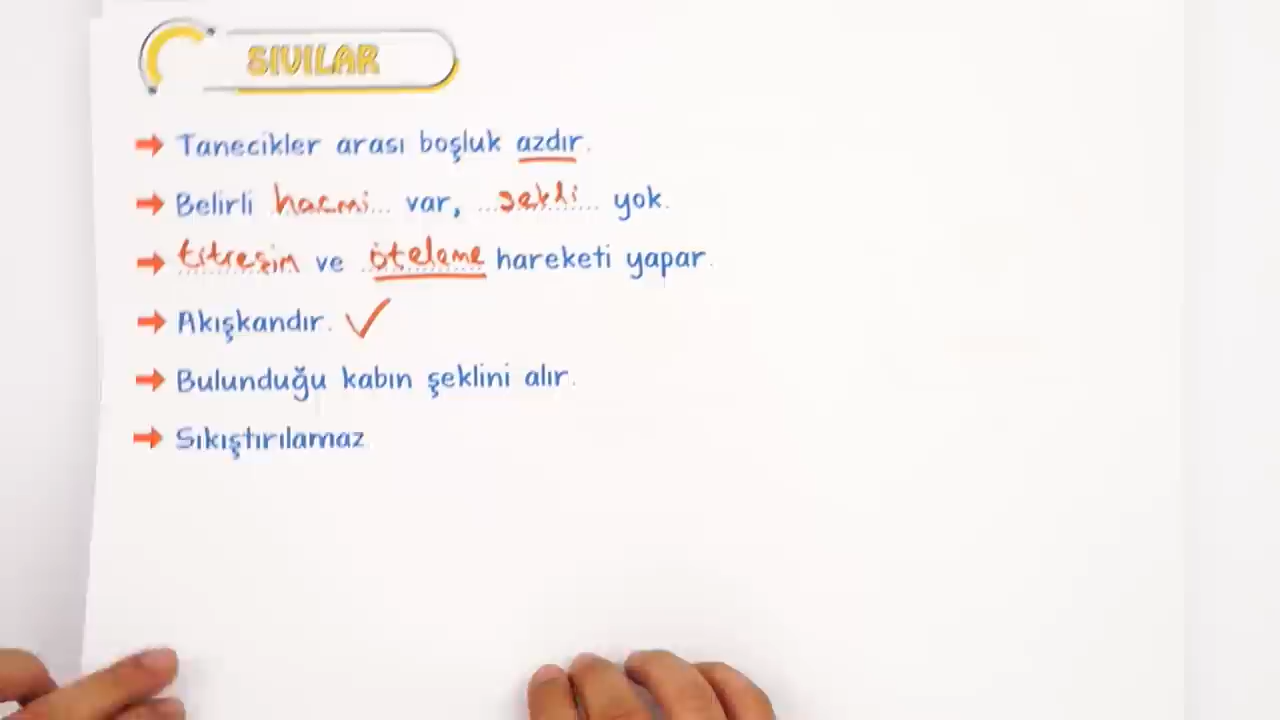 SIVILAR
Tanecikler arası boşluk azdır.
Belirli hacmi... var, ...şekli... yok.
titreşim ve öteleme hareketi yapar.
Akışkandır. ✓
Bulunduğu kabın şeklini alır.
Sıkıştırılamaz.